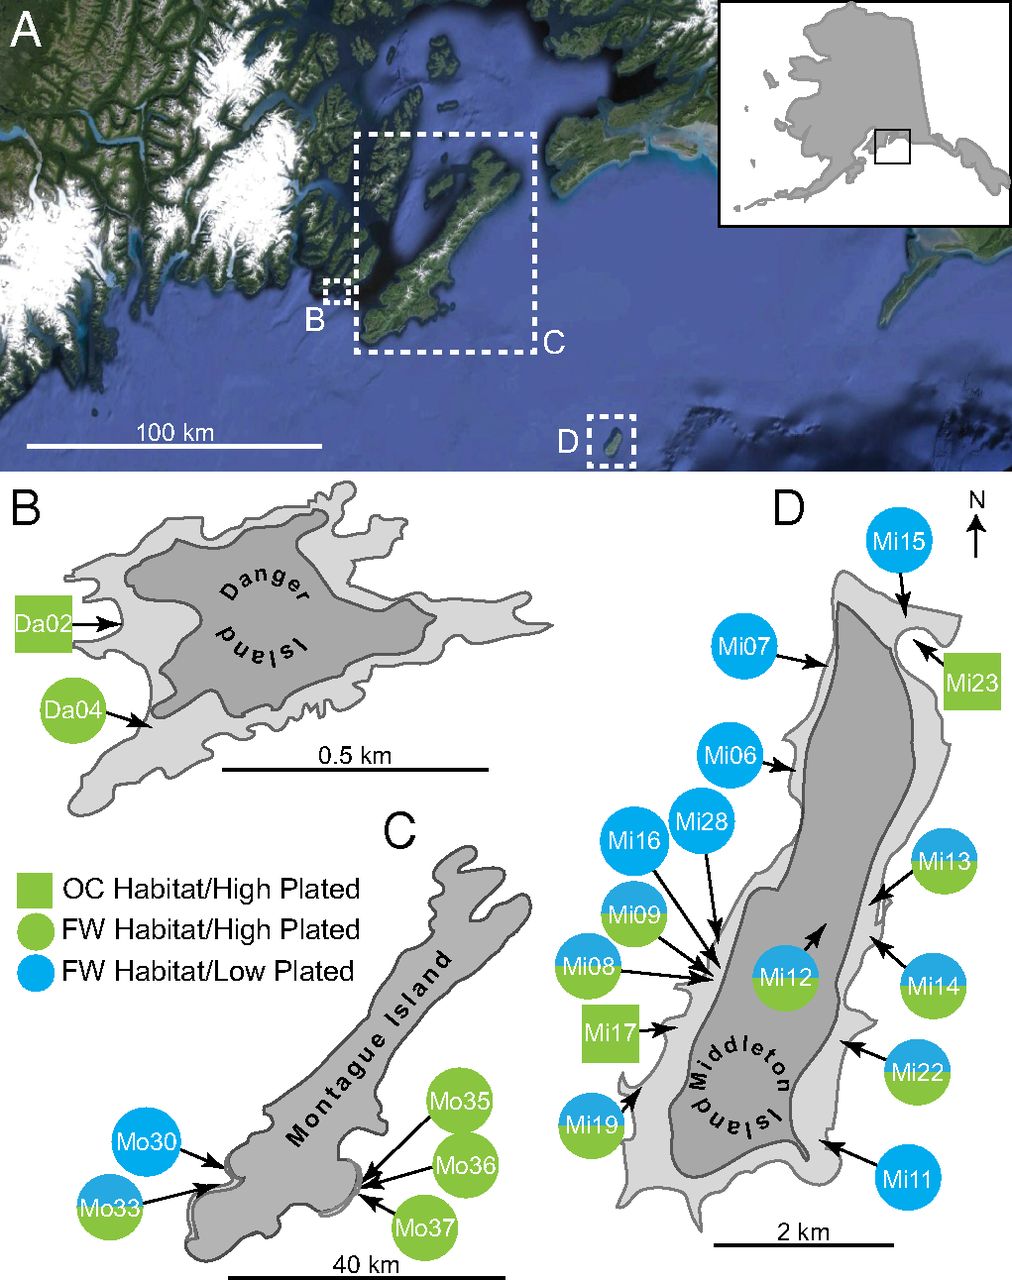 A
B
C
D
100 km
B
Danger
Island
Da02
Da04
0.5 km
C
OC Habitat/High Plated
FW Habitat/High Plated
FW Habitat/Low Plated
Montague Island
Mo30
Mo33
Mo35
Mo36
Mo37
40 km
D
N
Mi15
Mi07
Mi23
Mi06
Mi28
Mi16
Mi13
Mi09
Mi08
Mi12
Mi14
Mi17
Middleton
Island
Mi22
Mi19
Mi11
2 km